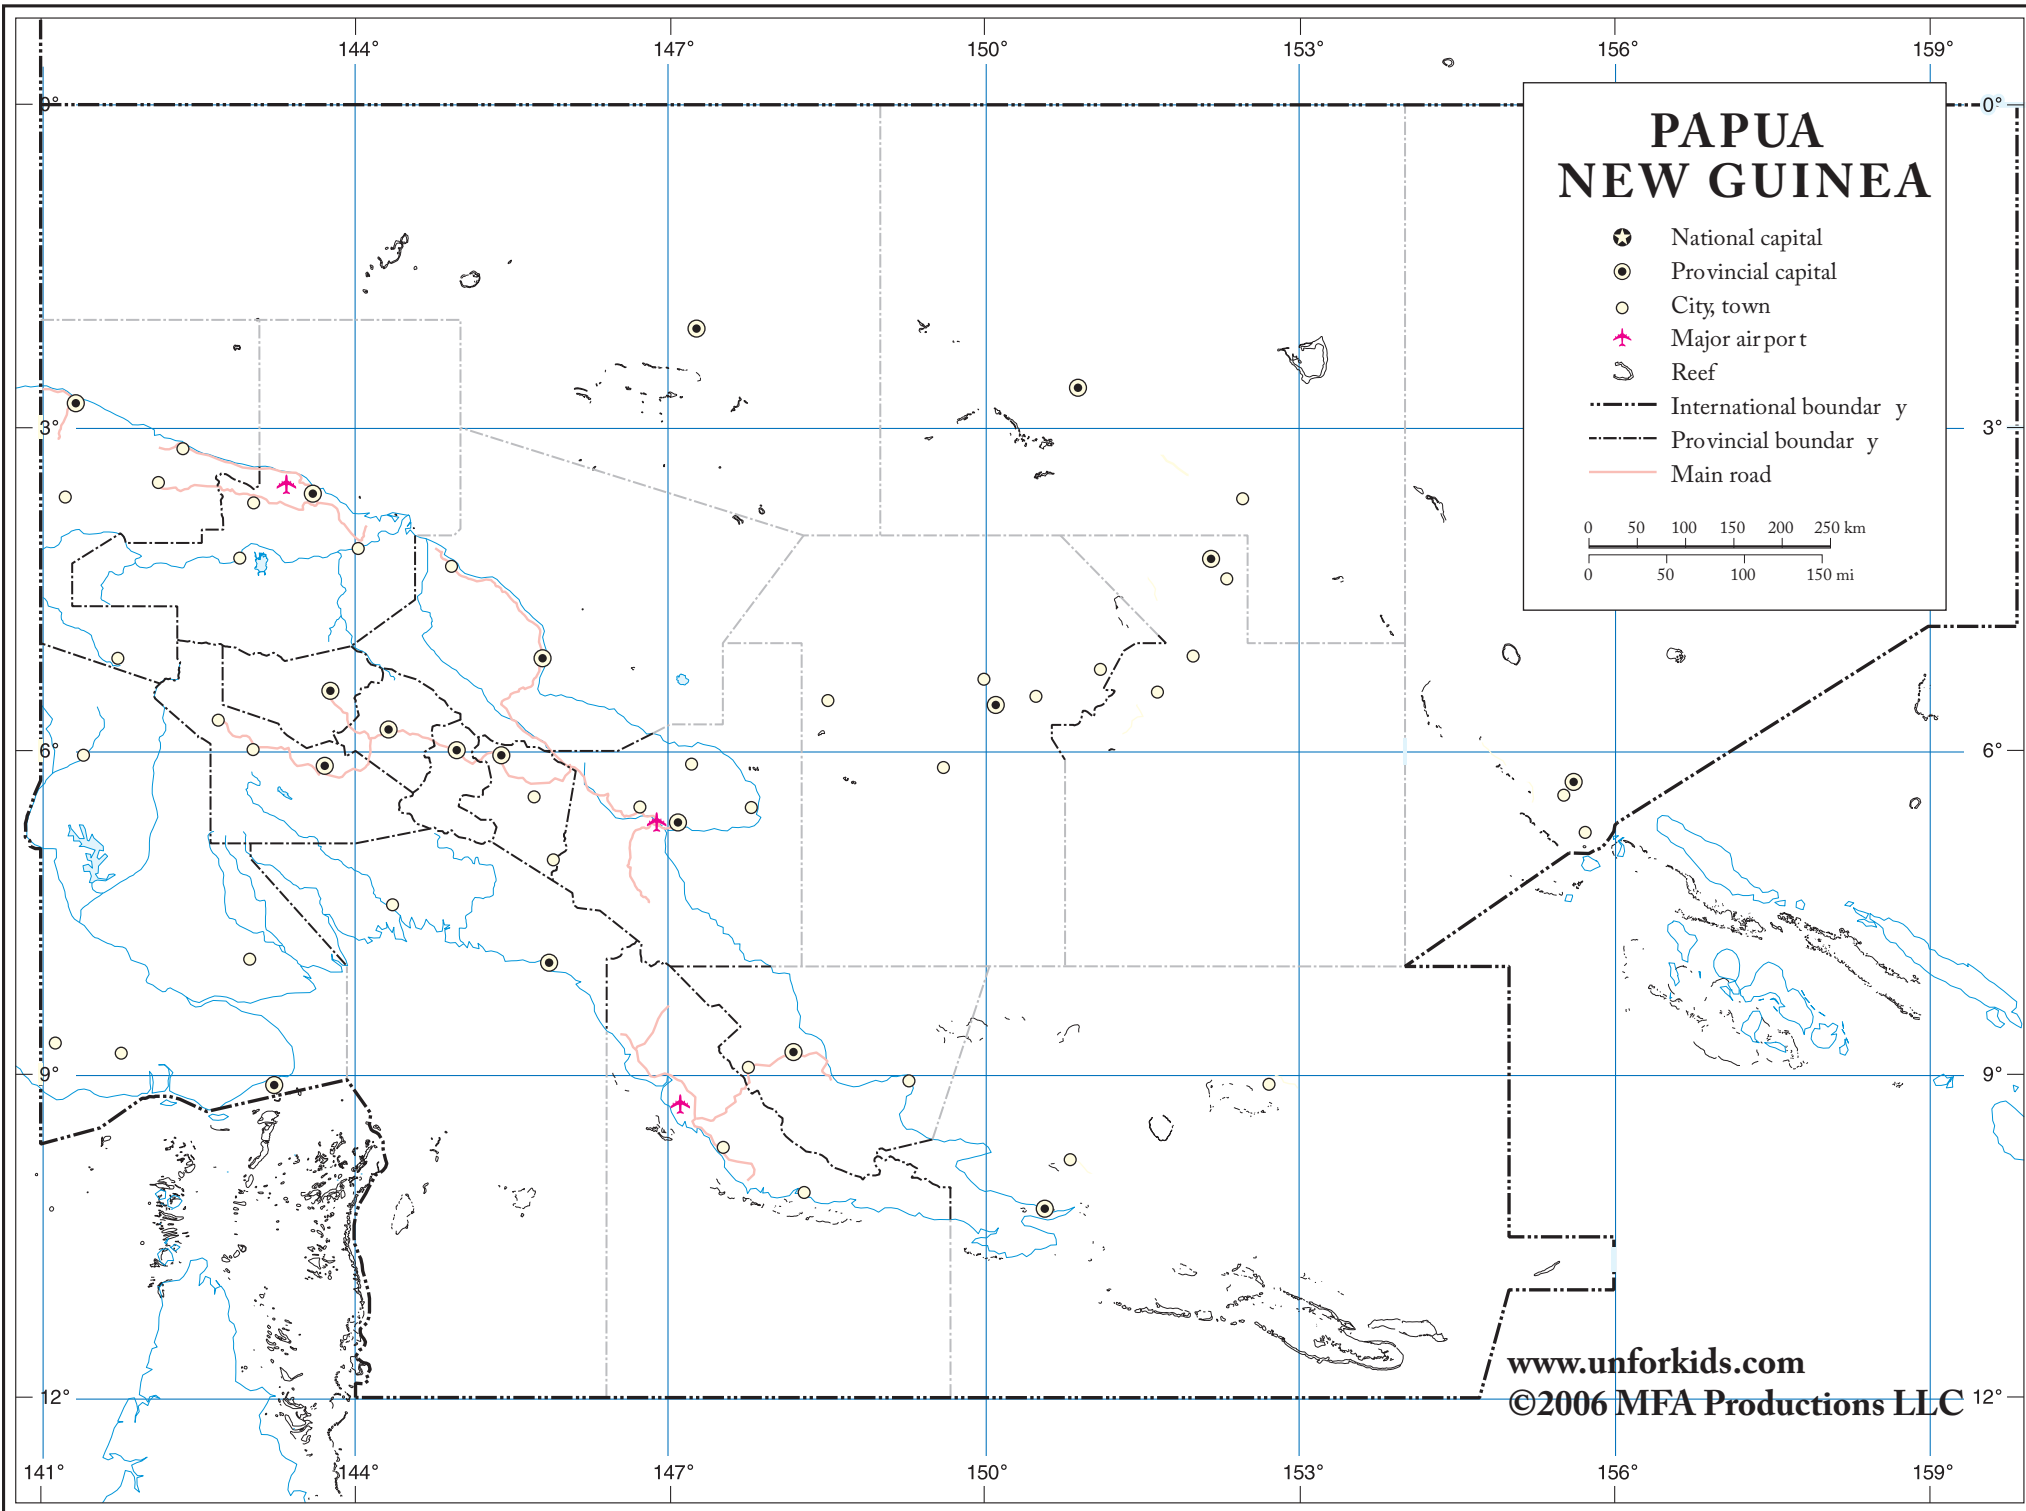 144° 147° 150° 153° 156° 159°
0° 0°
PAPUA
NEW GUINEA
National capital
Provincial capital
City, town
Major airport
Reef
International boundar y
Provincial boundar y
Main road
0 50 100 150 200 250 km
0 50 100 150 mi
3° 3°
6° 6°
9° 9°
www.unforkids.com
12° ©2006 MFA Productions LLC 12°
141° 144° 147° 150° 153° 156° 159°